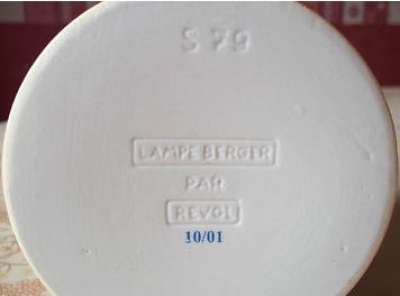 S 79
LAMPE BERGER
PAR
REVOL
10/01